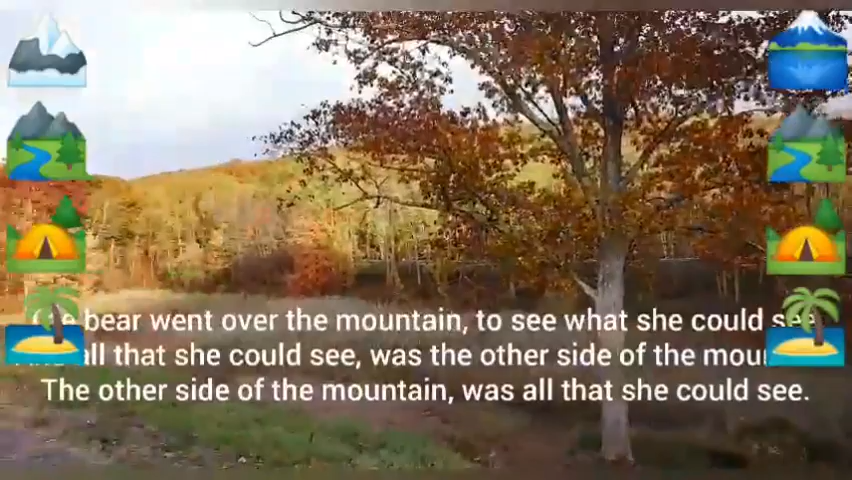 bear went over the mountain, to see what she could see
all that she could see, was the other side of the
The other side of the mountain, was all that she could see.